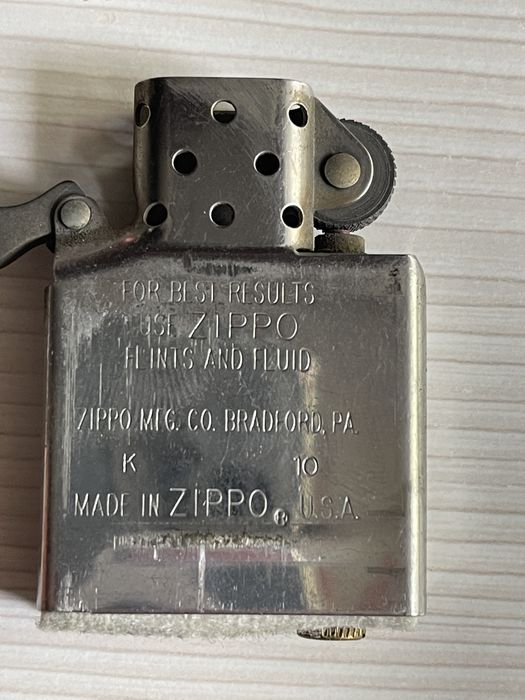 FOR BEST RESULTS
USE ZIPPO
FLINTS AND FLUID
ZIPPO MFG. CO. BRADFORD, PA.
K 10
MADE IN ZIPPO® U.S.A.